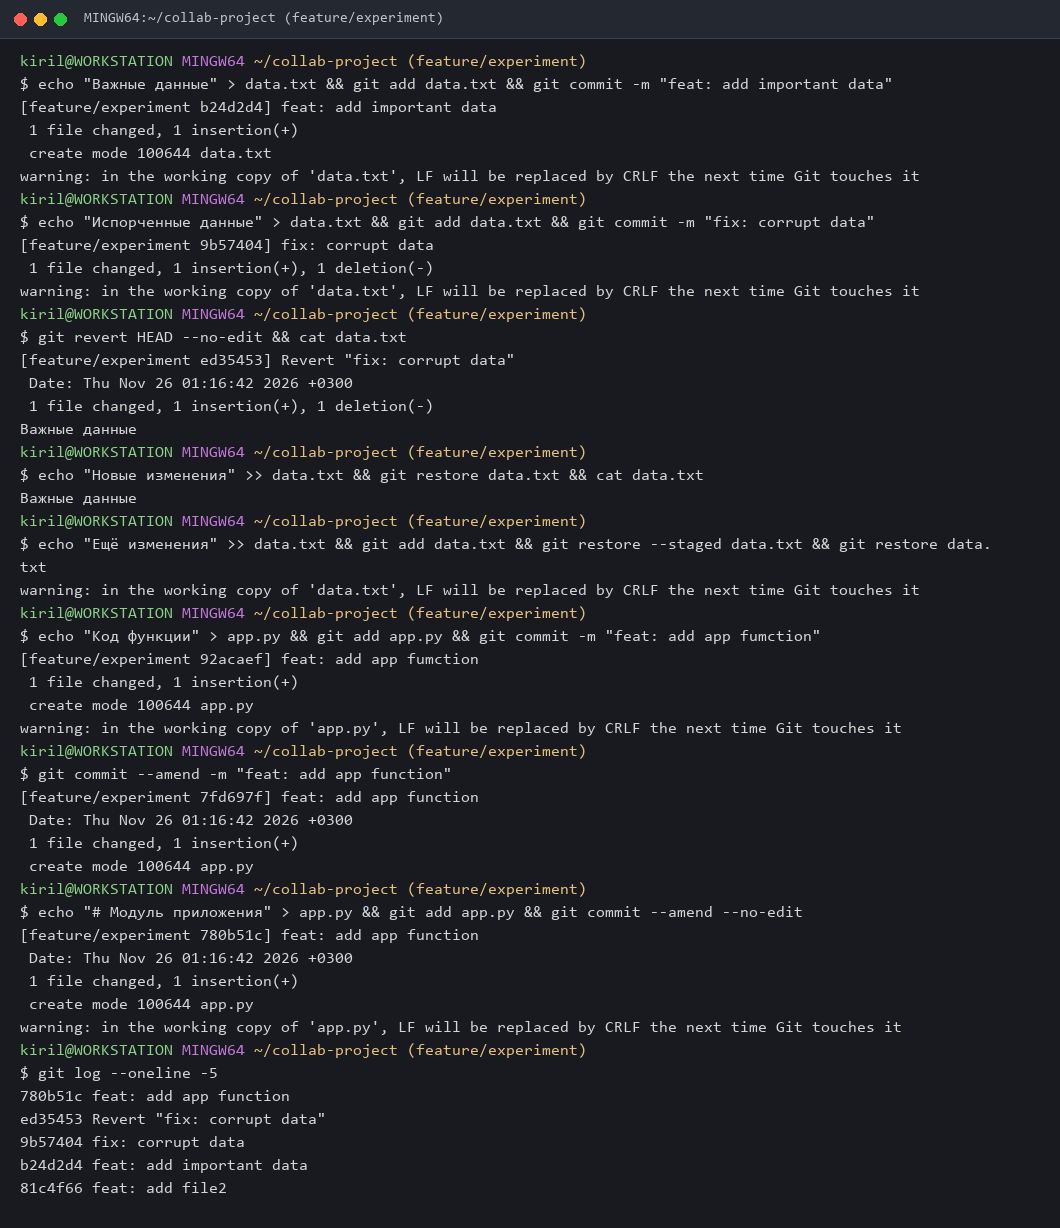 MINGW64:~/collab-project (feature/experiment)
kiril@WORKSTATION MINGW64 ~/collab-project (feature/experiment)
$ echo "Важные данные" > data.txt && git add data.txt && git commit -m "feat: add important data"
[feature/experiment b24d2d4] feat: add important data
 1 file changed, 1 insertion(+)
 create mode 100644 data.txt
warning: in the working copy of 'data.txt', LF will be replaced by CRLF the next time Git touches it
kiril@WORKSTATION MINGW64 ~/collab-project (feature/experiment)
$ echo "Испорченные данные" > data.txt && git add data.txt && git commit -m "fix: corrupt data"
[feature/experiment 9b57404] fix: corrupt data
 1 file changed, 1 insertion(+), 1 deletion(-)
warning: in the working copy of 'data.txt', LF will be replaced by CRLF the next time Git touches it
kiril@WORKSTATION MINGW64 ~/collab-project (feature/experiment)
$ git revert HEAD --no-edit && cat data.txt
[feature/experiment ed35453] Revert "fix: corrupt data"
 Date: Thu Nov 26 01:16:42 2026 +0300
 1 file changed, 1 insertion(+), 1 deletion(-)
Важные данные
kiril@WORKSTATION MINGW64 ~/collab-project (feature/experiment)
$ echo "Новые изменения" >> data.txt && git restore data.txt && cat data.txt
Важные данные
kiril@WORKSTATION MINGW64 ~/collab-project (feature/experiment)
$ echo "Ещё изменения" >> data.txt && git add data.txt && git restore --staged data.txt && git restore data.
txt
warning: in the working copy of 'data.txt', LF will be replaced by CRLF the next time Git touches it
kiril@WORKSTATION MINGW64 ~/collab-project (feature/experiment)
$ echo "Код функции" > app.py && git add app.py && git commit -m "feat: add app fumction"
[feature/experiment 92acaef] feat: add app fumction
 1 file changed, 1 insertion(+)
 create mode 100644 app.py
warning: in the working copy of 'app.py', LF will be replaced by CRLF the next time Git touches it
kiril@WORKSTATION MINGW64 ~/collab-project (feature/experiment)
$ git commit --amend -m "feat: add app function"
[feature/experiment 7fd697f] feat: add app function
 Date: Thu Nov 26 01:16:42 2026 +0300
 1 file changed, 1 insertion(+)
 create mode 100644 app.py
kiril@WORKSTATION MINGW64 ~/collab-project (feature/experiment)
$ echo "# Модуль приложения" > app.py && git add app.py && git commit --amend --no-edit
[feature/experiment 780b51c] feat: add app function
 Date: Thu Nov 26 01:16:42 2026 +0300
 1 file changed, 1 insertion(+)
 create mode 100644 app.py
warning: in the working copy of 'app.py', LF will be replaced by CRLF the next time Git touches it
kiril@WORKSTATION MINGW64 ~/collab-project (feature/experiment)
$ git log --oneline -5
780b51c feat: add app function
ed35453 Revert "fix: corrupt data"
9b57404 fix: corrupt data
b24d2d4 feat: add important data
81c4f66 feat: add file2